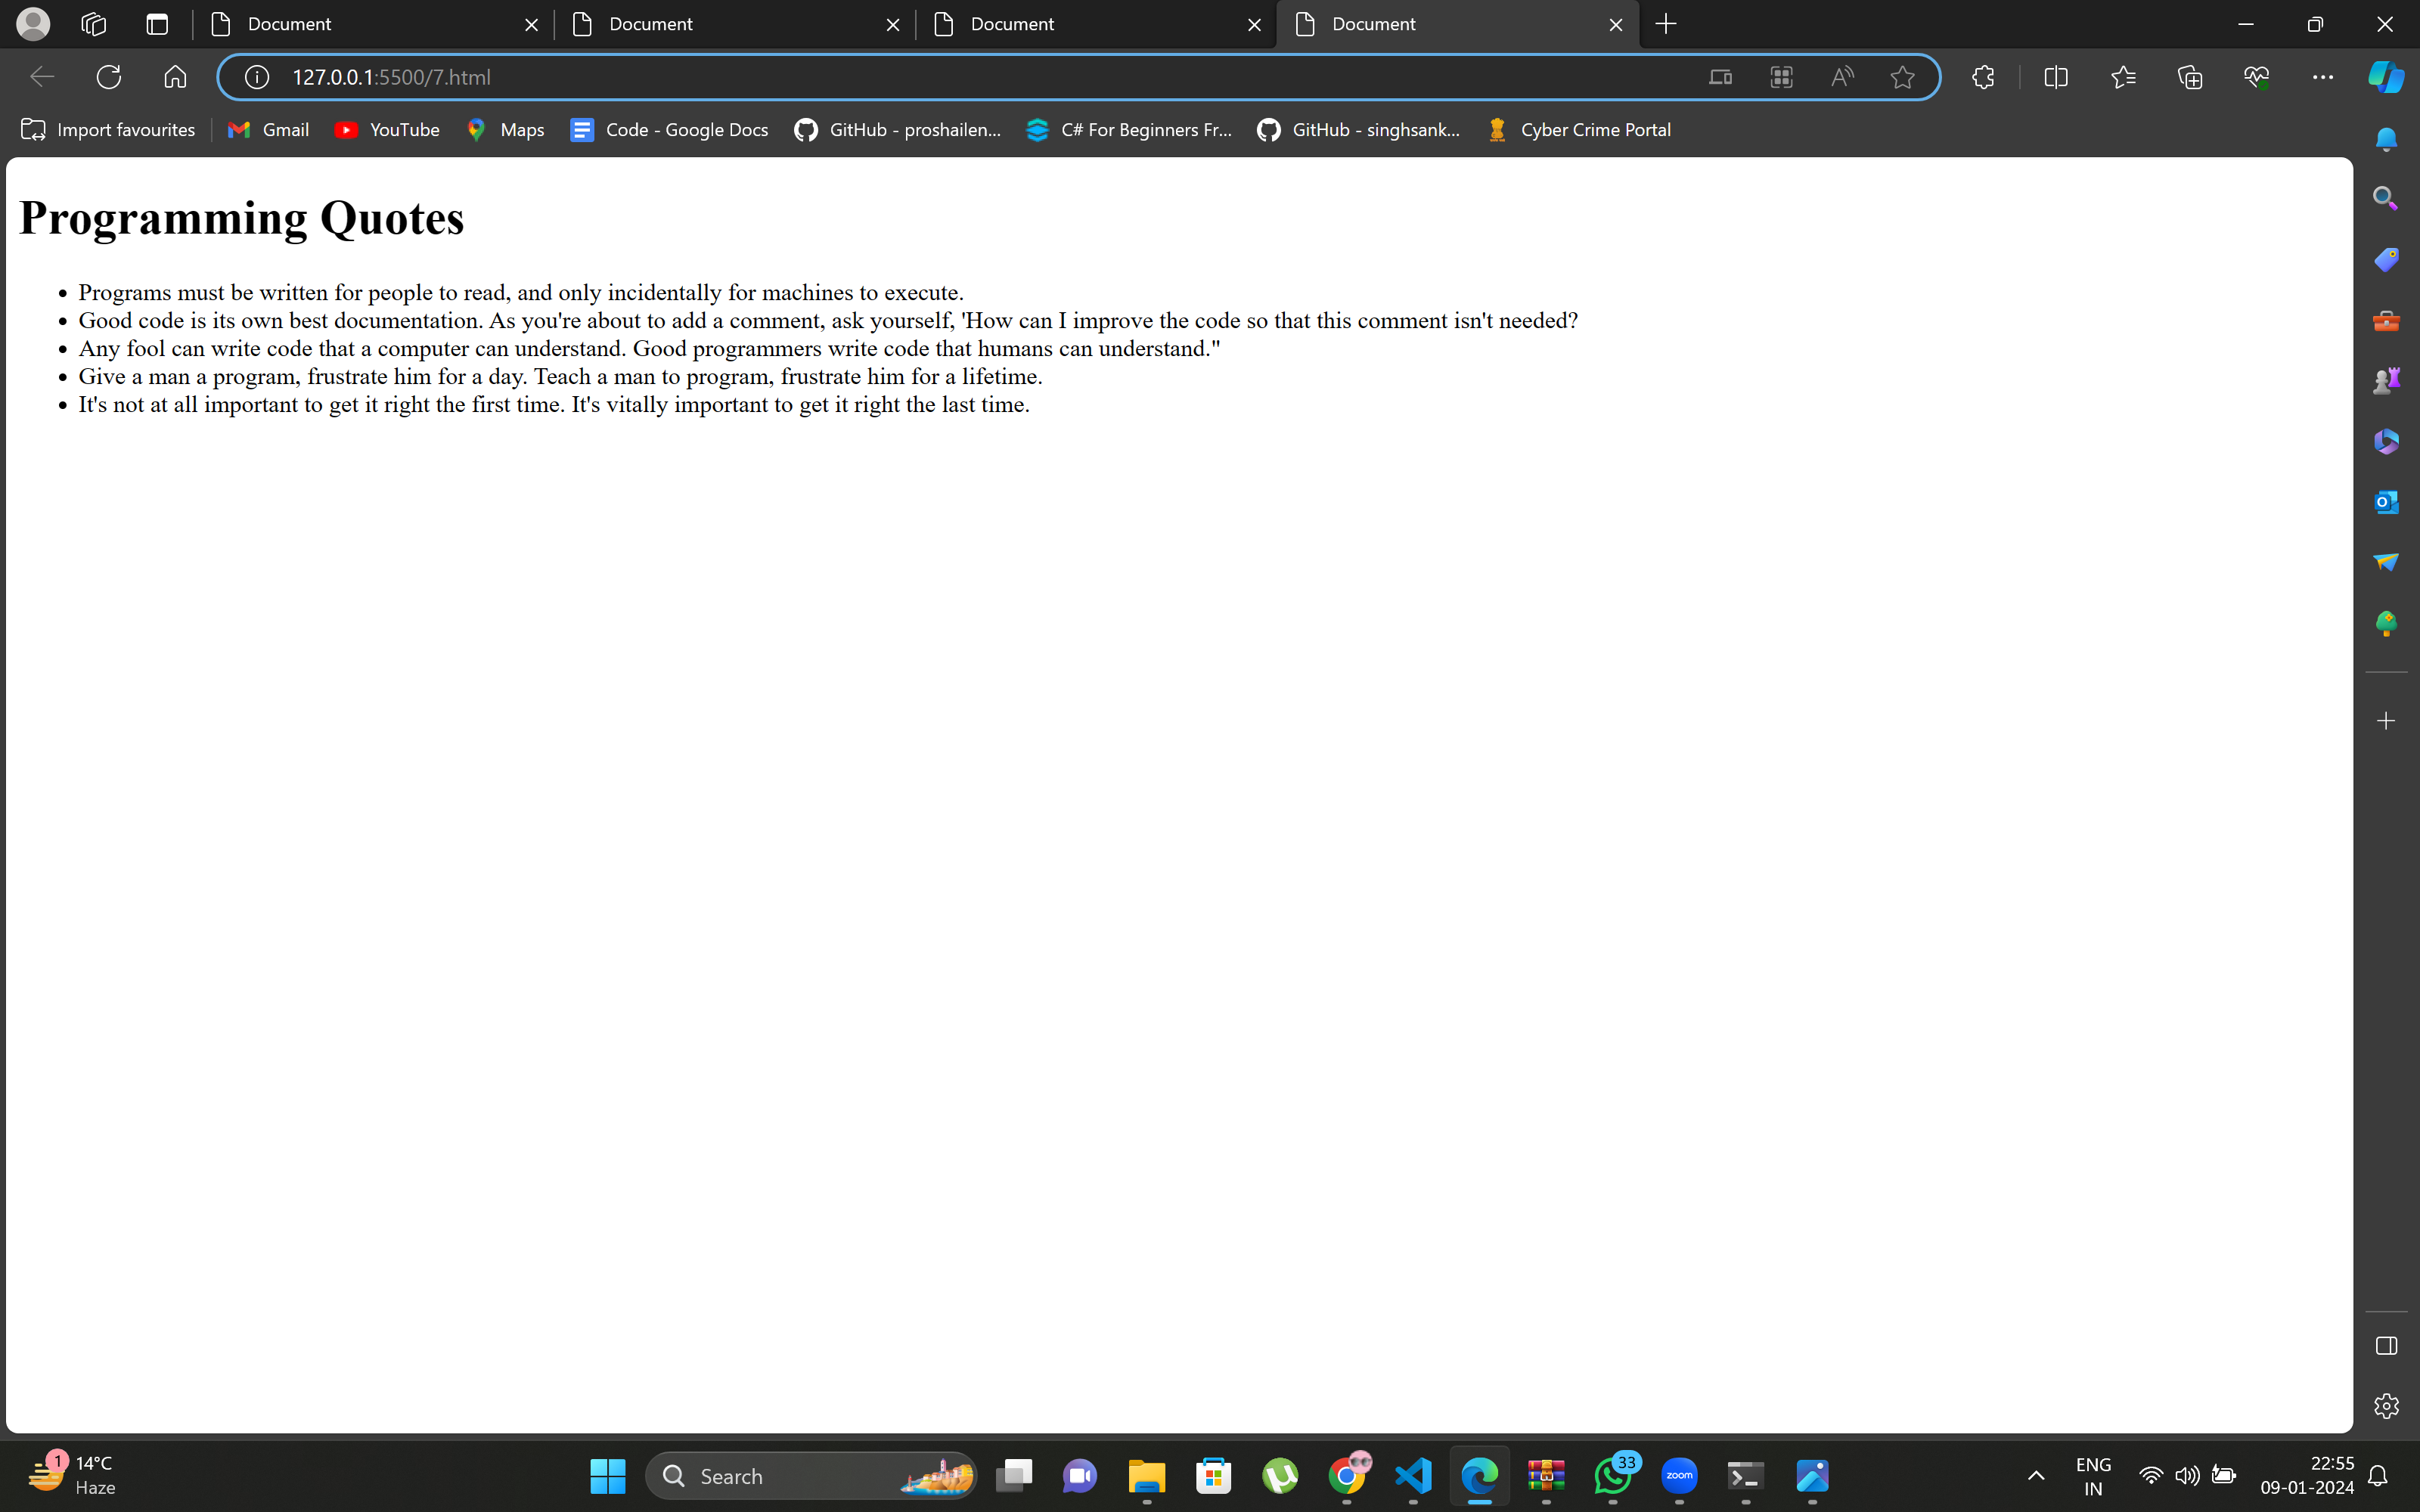 Document
Document
Document
Document
127.0.0.1:5500/7.html
Import favourites
Gmail
YouTube
Maps
Code - Google Docs
GitHub - proshailen...
C# For Beginners Fr...
GitHub - singhsank...
Cyber Crime Portal
Programming Quotes
• Programs must be written for people to read, and only incidentally for machines to execute.
• Good code is its own best documentation. As you're about to add a comment, ask yourself, 'How can I improve the code so that this comment isn't needed?
• Any fool can write code that a computer can understand. Good programmers write code that humans can understand."
• Give a man a program, frustrate him for a day. Teach a man to program, frustrate him for a lifetime.
• It's not at all important to get it right the first time. It's vitally important to get it right the last time.
1
14°C
Haze
Search
33
zoom
ENG
IN
22:55
09-01-2024